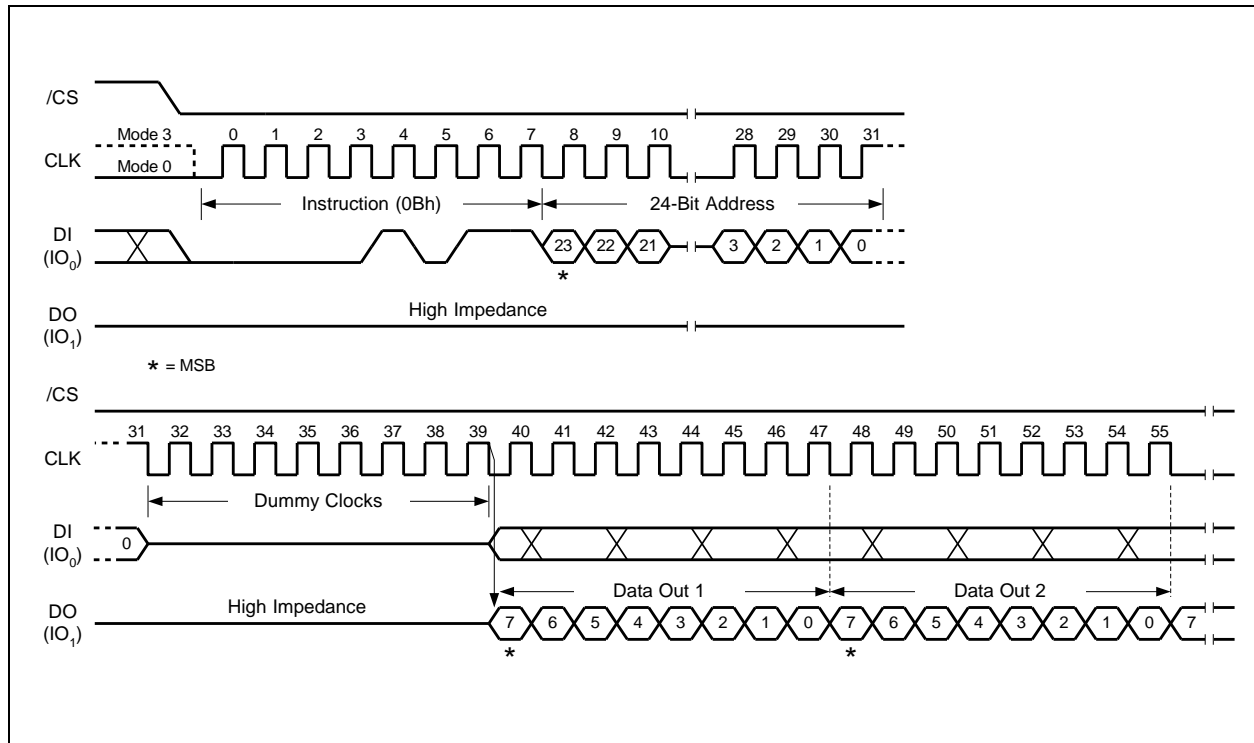 /CS
Mode 3
0 1 2 3 4 5 6 7 8 9 10 28 29 30 31
CLK
Mode 0
Instruction (0Bh) 24-Bit Address
DI
(IO0)
23 22 21 3 2 1 0
*
High Impedance
DO
(IO1)
* = MSB
/CS
31 32 33 34 35 36 37 38 39 40 41 42 43 44 45 46 47 48 49 50 51 52 53 54 55
CLK
Dummy Clocks
DI
(IO0)
0
Data Out 1 Data Out 2
High Impedance
DO
(IO1)
7 6 5 4 3 2 1 0 7 6 5 4 3 2 1 0 7
* *